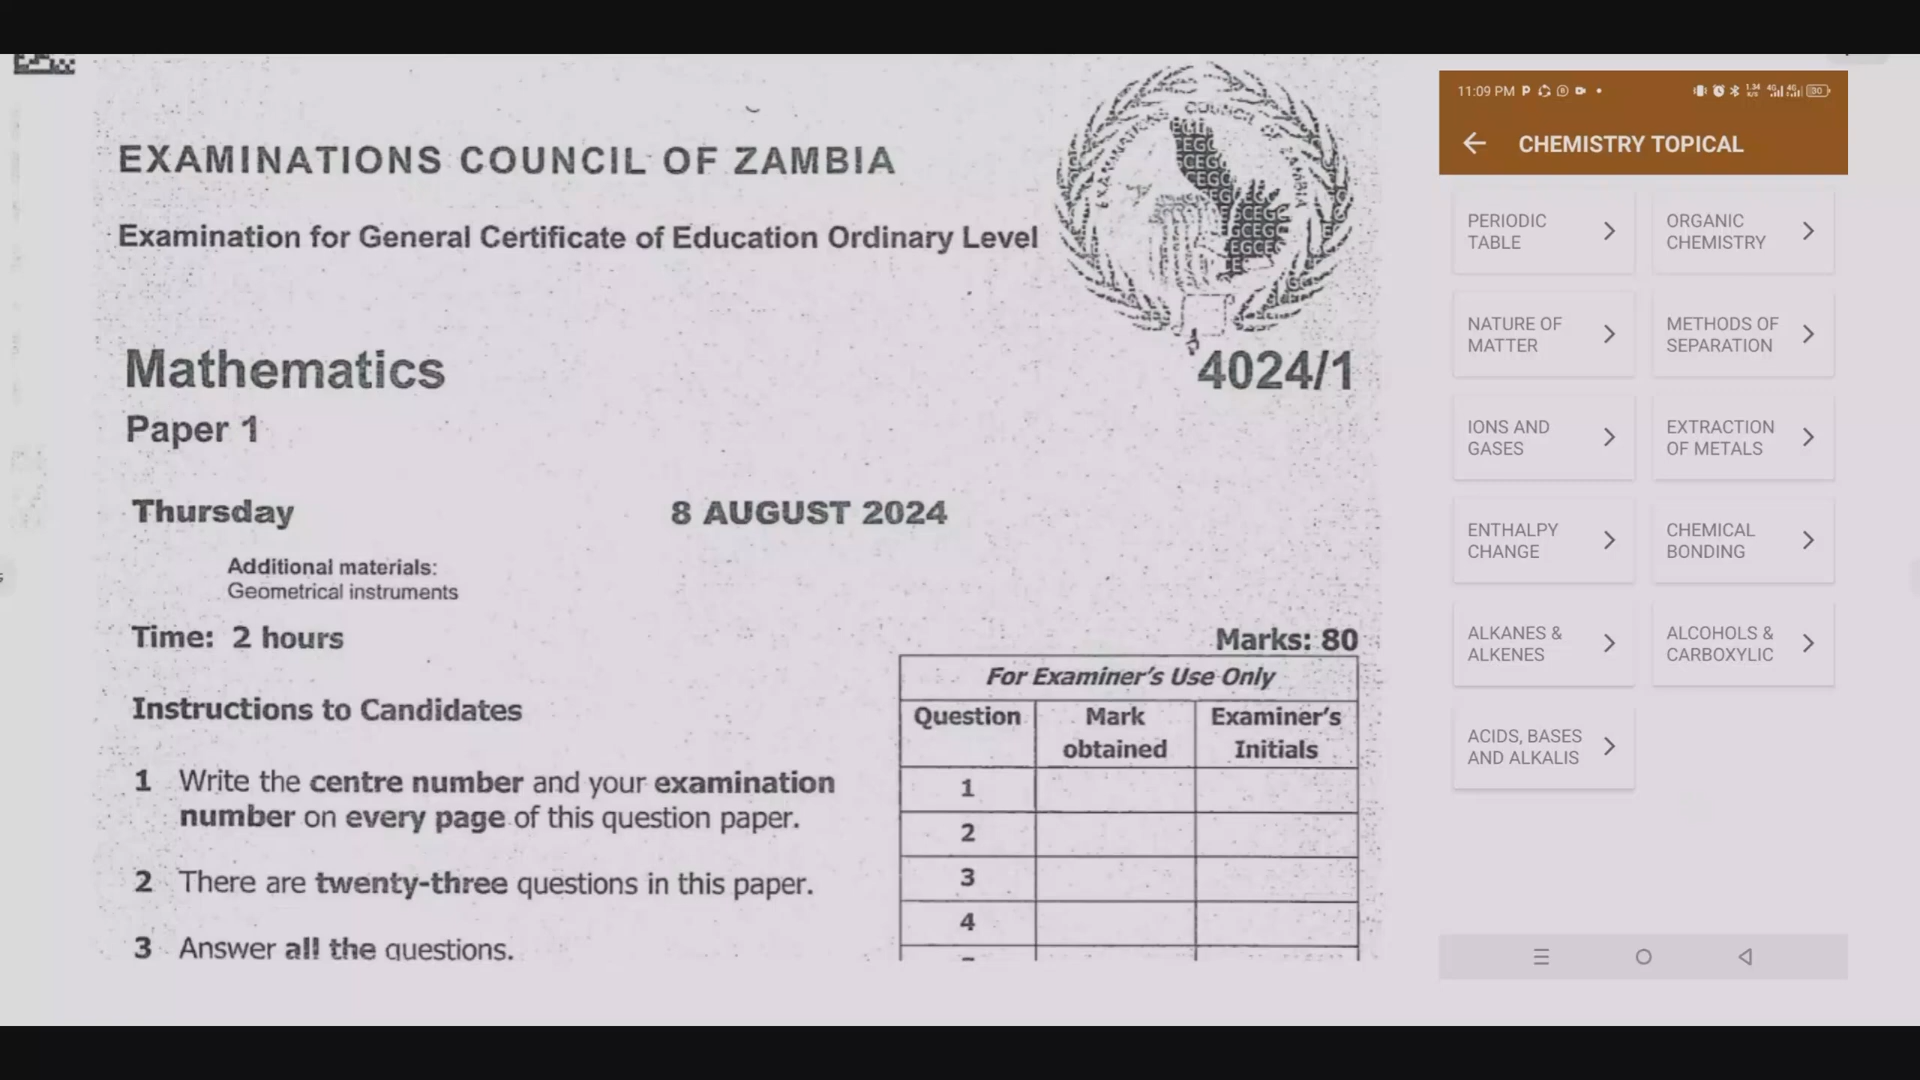 EXAMINATIONS COUNCIL OF ZAMBIA
Examination for General Certificate of Education Ordinary Level
EXAMINATIONS COUNCIL OF ZAMBIA
Mathematics
4024/1
Paper 1
Thursday
8 AUGUST 2024
Additional materials:
Geometrical instruments
Time: 2 hours
Marks: 80
Instructions to Candidates
1 Write the centre number and your examination
number on every page of this question paper.
2 There are twenty-three questions in this paper.
3 Answer all the questions.
For Examiner's Use Only
Question Mark obtained Examiner's Initials
1
2
3
4
11:09 PM
CHEMISTRY TOPICAL
PERIODIC
TABLE
ORGANIC
CHEMISTRY
NATURE OF
MATTER
METHODS OF
SEPARATION
IONS AND
GASES
EXTRACTION
OF METALS
ENTHALPY
CHANGE
CHEMICAL
BONDING
ALKANES &
ALKENES
ALCOHOLS &
CARBOXYLIC
ACIDS, BASES
AND ALKALIS